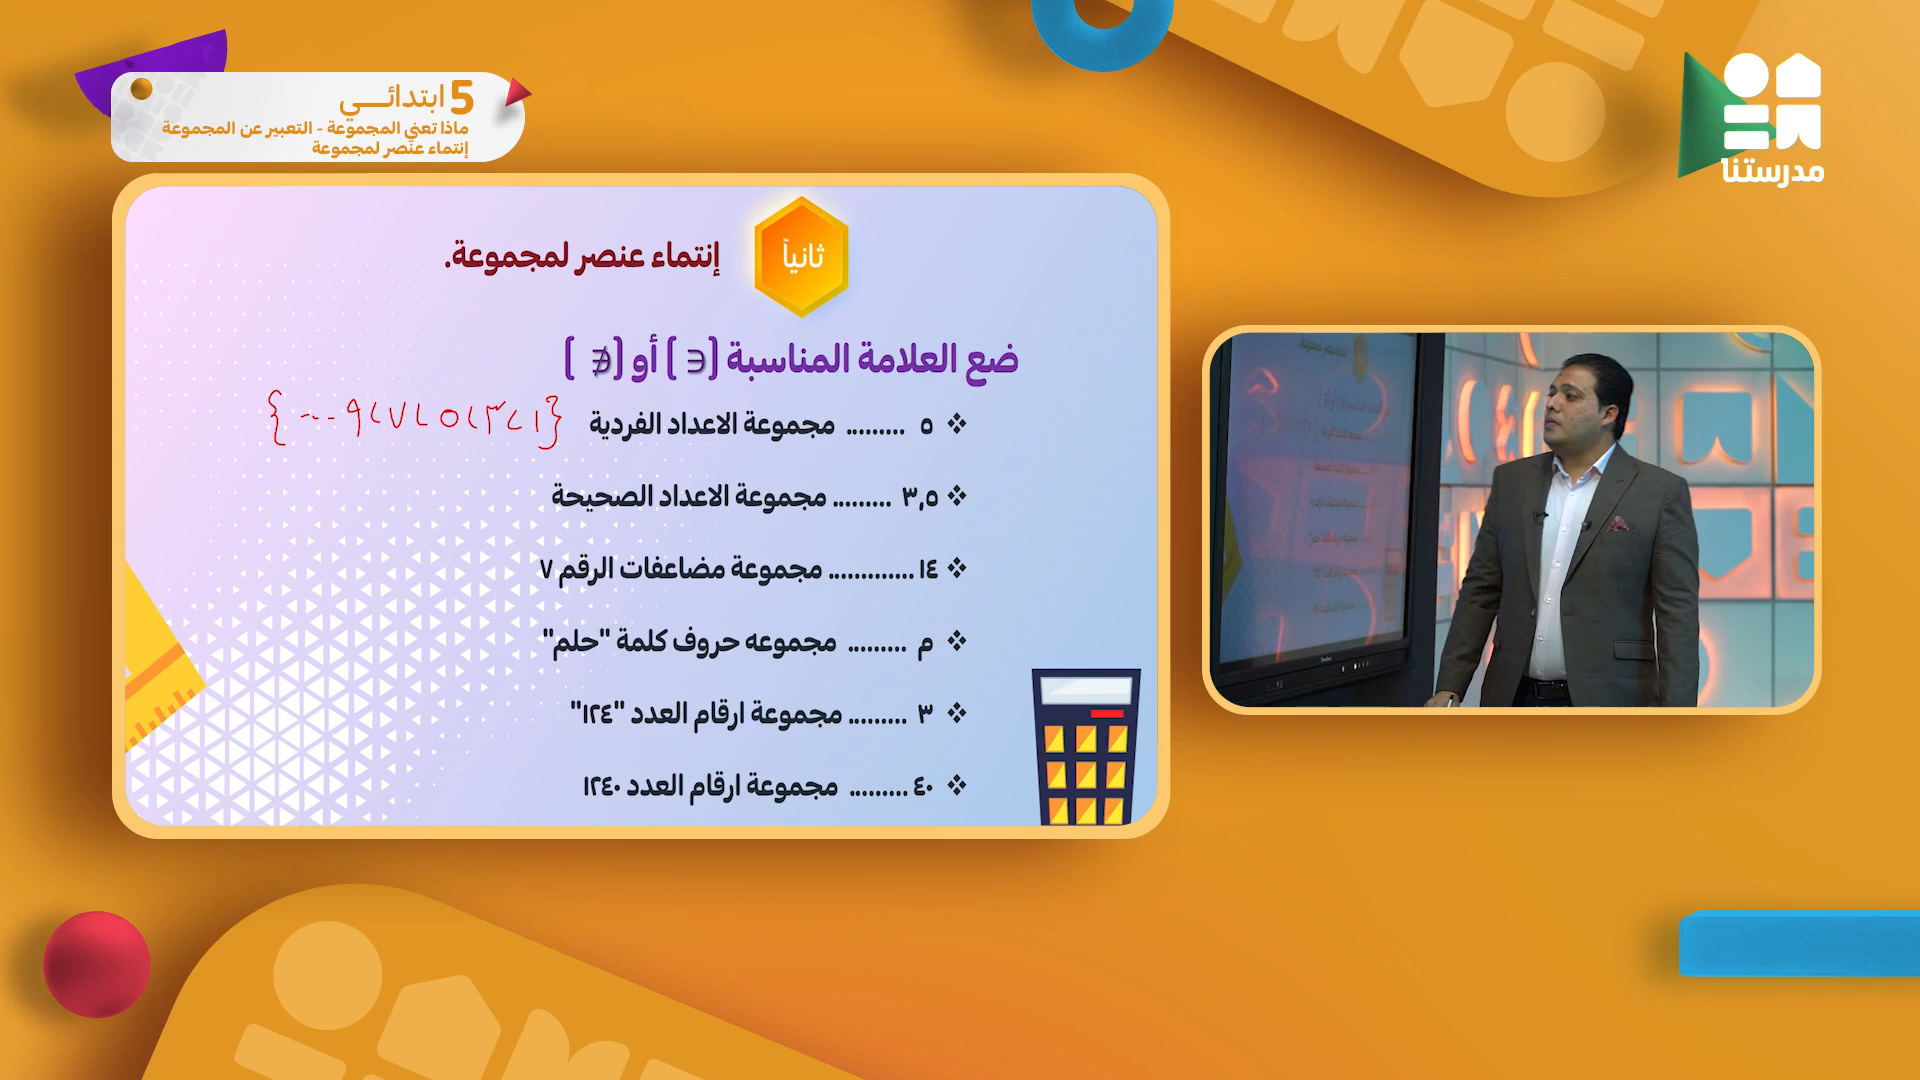 5 ابتدائـــي
ماذا تعني المجموعة - التعبير عن المجموعة
إنتماء عنصر لمجموعة
مدرستنا
ثانياً
إنتماء عنصر لمجموعة.
ضع العلامة المناسبة (∋) أو (∌)
❖ ٥ ......... مجموعة الاعداد الفردية {١، ٣، ٥، ٧، ٩ ...}
❖ ٣,٥ ......... مجموعة الاعداد الصحيحة
❖ ١٤ ............. مجموعة مضاعفات الرقم ٧
❖ م ......... مجموعه حروف كلمة "حلم"
❖ ٣ ......... مجموعة ارقام العدد "١٢٤"
❖ ٤٠ ......... مجموعة ارقام العدد ١٢٤٠